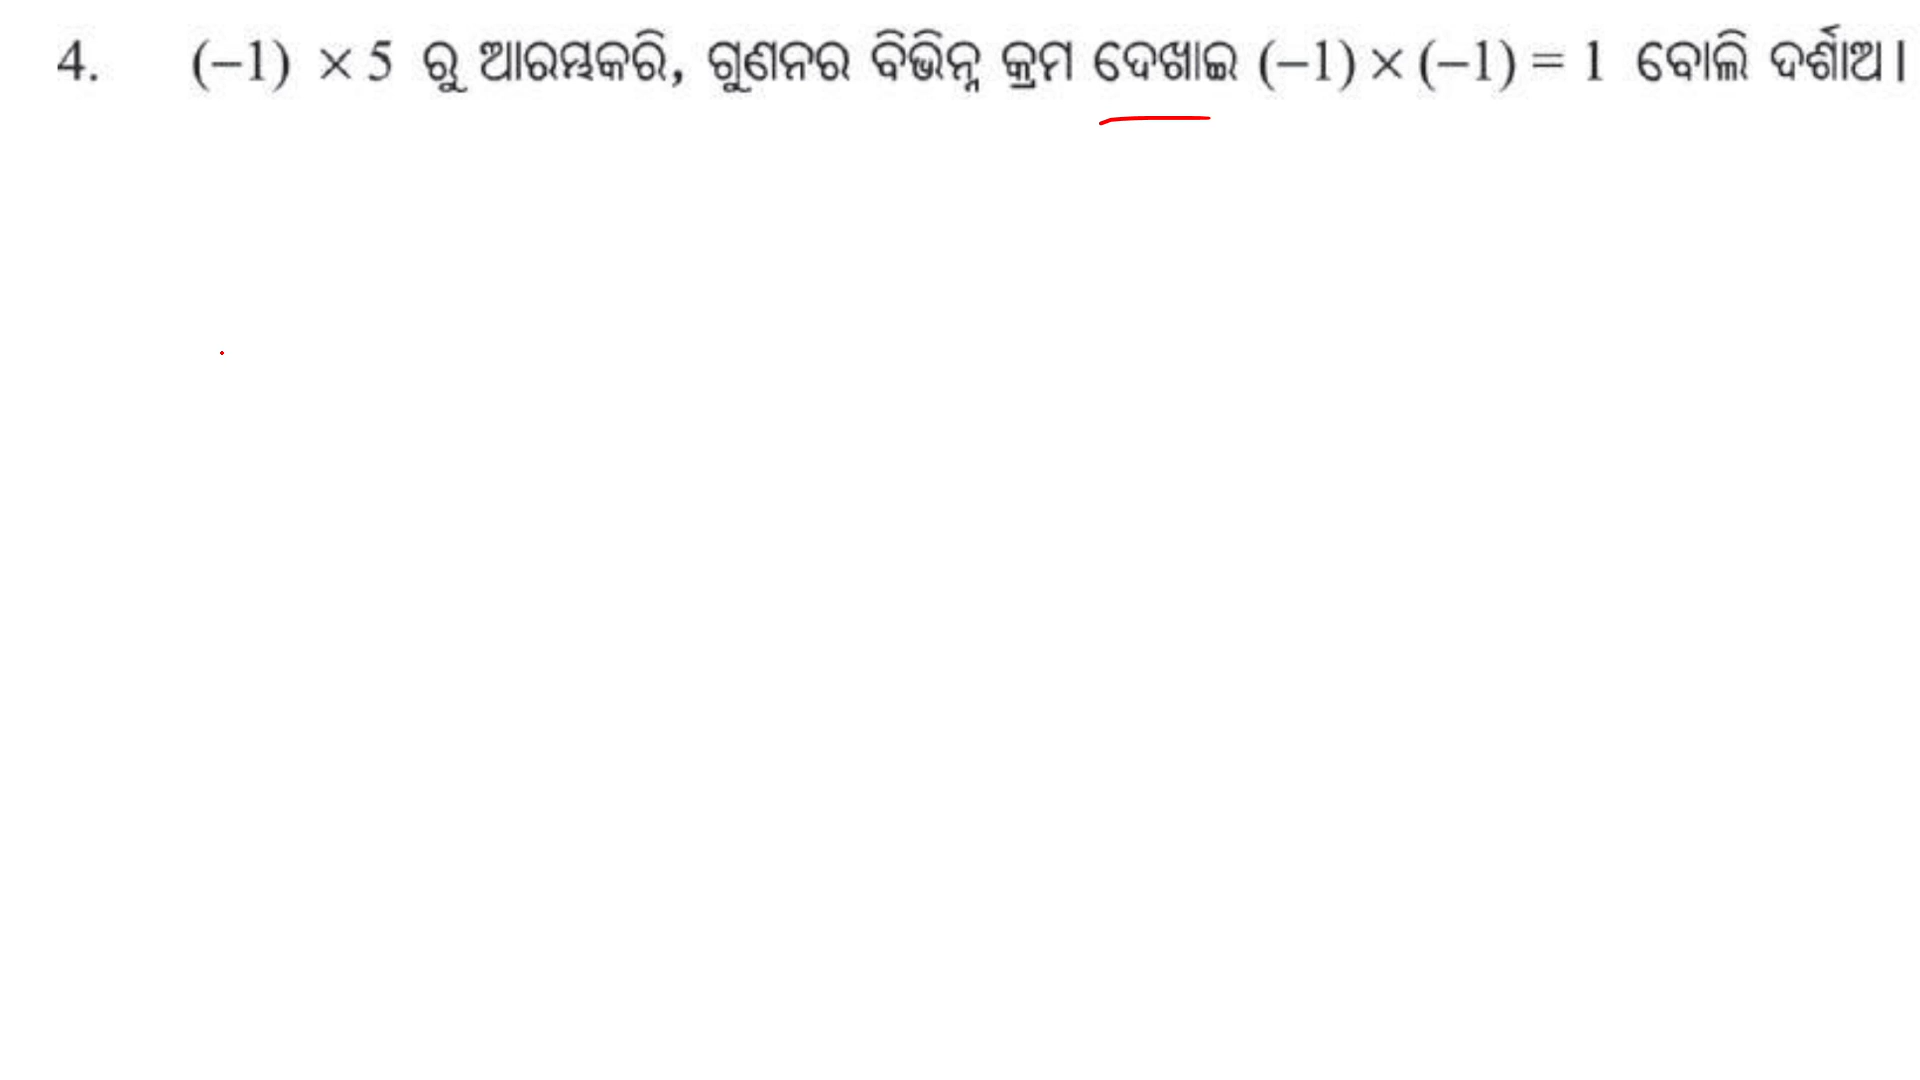 4. (−1) × 5 ରୁ ଆରମ୍ଭକରି, ଗୁଣନର ବିଭିନ୍ନ କ୍ରମ ଦେଖାଇ (−1) × (−1) = 1 ବୋଲି ଦର୍ଶାଅ।